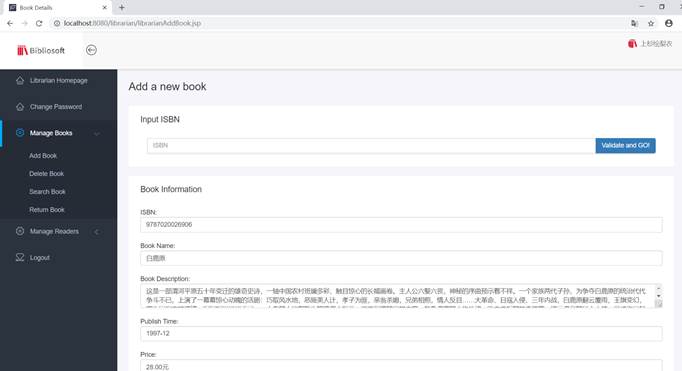 Book Details
localhost:8080/librarian/librarianAddBook.jsp
Bibliosoft
上杉绘梨衣
Librarian Homepage
Change Password
Manage Books
Add Book
Delete Book
Search Book
Return Book
Manage Readers
Logout
Add a new book
Input ISBN
ISBN
Validate and GO!
Book Information
ISBN:
9787020026906
Book Name:
白鹿原
Book Description:
这是一部渭河平原五十年变迁的雄奇史诗，一轴中国农村斑斓多彩、触目惊心的长幅画卷。主人公六娶六丧，神秘的序曲预示着不祥。一个家族两代子孙，为争夺白鹿原的统治代代
争斗不已，上演了一幕幕惊心动魄的活剧：巧取风水地，恶施美人计，孝子为匪，亲翁杀媳，兄弟相煎，情人反目……大革命、日寇入侵、三年内战，白鹿原翻云覆雨，王旗变幻，
Publish Time:
1997-12
Price:
28.00元